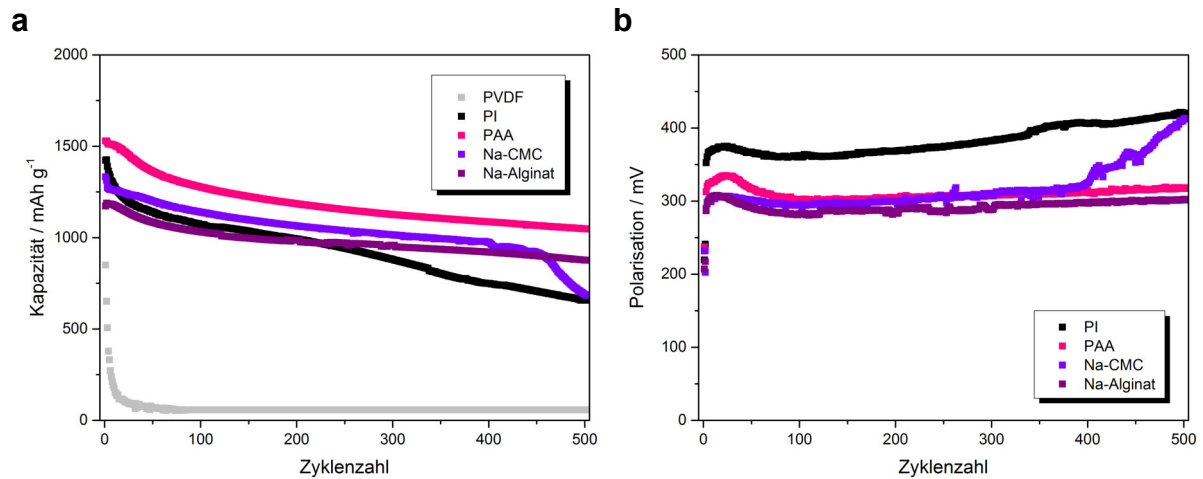 a
2000
1500
1000
500
0
Kapazität / mAh g⁻¹
PVDF
PI
PAA
Na-CMC
Na-Alginat
0 100 200 300 400 500
Zyklenzahl
b
500
400
300
200
100
0
Polarisation / mV
PI
PAA
Na-CMC
Na-Alginat
0 100 200 300 400 500
Zyklenzahl